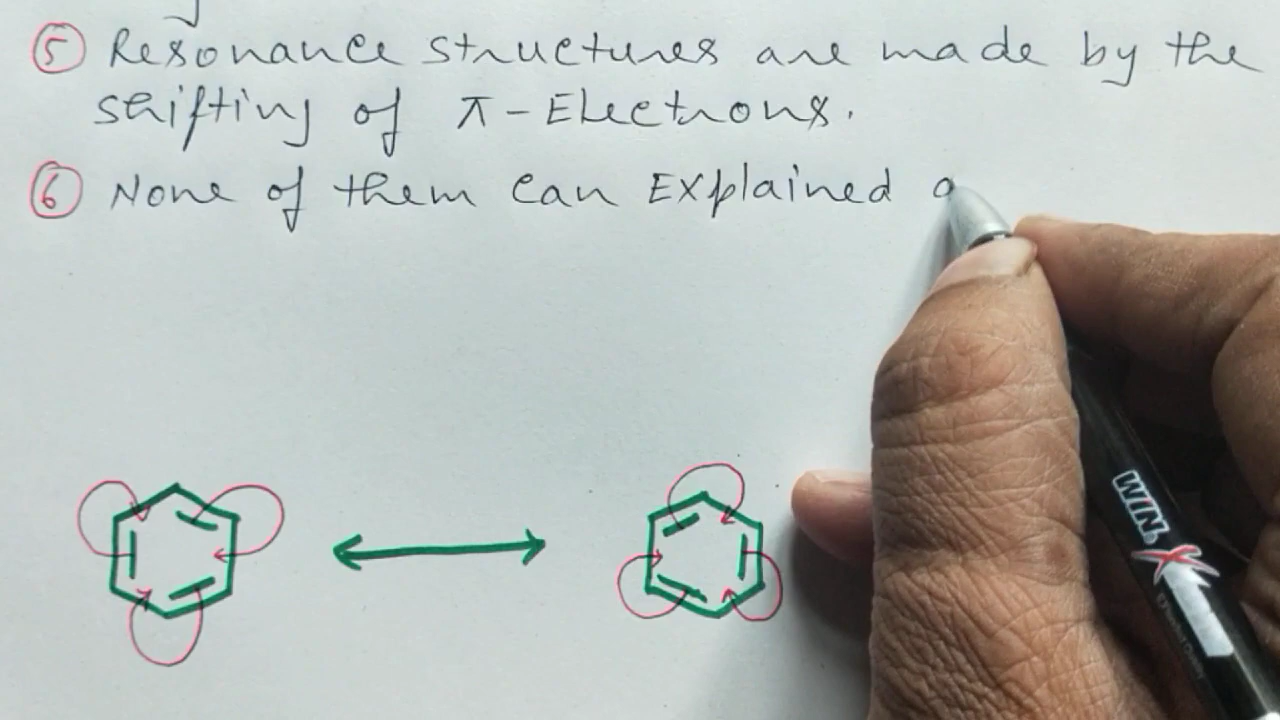 ⑤ Resonance structures are made by the
shifting of π-Electrons.
⑥ None of them can Explained a
WIN